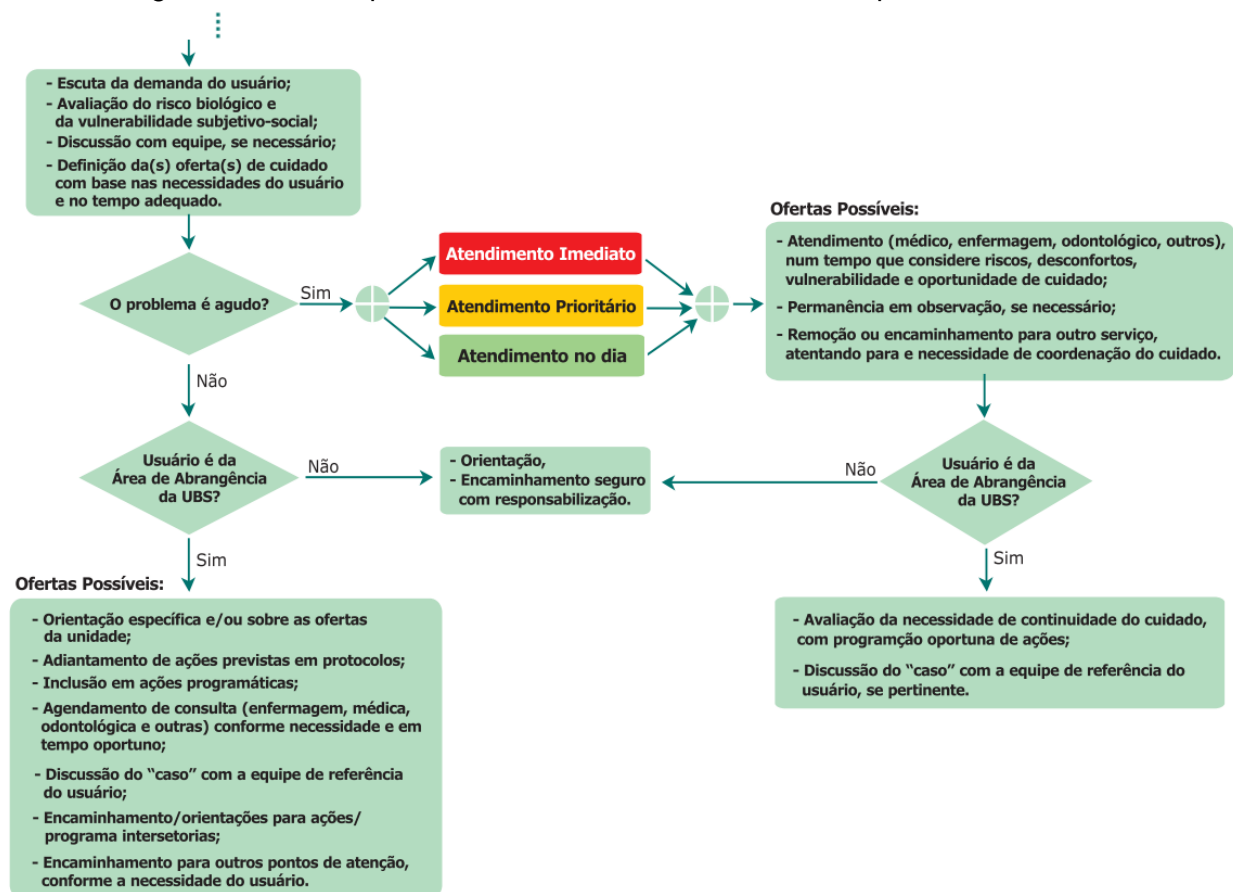 - Escuta da demanda do usuário;
- Avaliação do risco biológico e
da vulnerabilidade subjetivo-social;
- Discussão com equipe, se necessário;
- Definição da(s) oferta(s) de cuidado
com base nas necessidades do usuário
e no tempo adequado.
O problema é agudo?
Sim
Atendimento Imediato
Atendimento Prioritário
Atendimento no dia
Ofertas Possíveis:
- Atendimento (médico, enfermagem, odontológico, outros),
num tempo que considere riscos, desconfortos,
vulnerabilidade e oportunidade de cuidado;
- Permanência em observação, se necessário;
- Remoção ou encaminhamento para outro serviço,
atentando para e necessidade de coordenação do cuidado.
Não
Usuário é da
Área de Abrangência
da UBS?
Não
- Orientação,
- Encaminhamento seguro
com responsabilização.
Não
Usuário é da
Área de Abrangência
da UBS?
Sim
Sim
Ofertas Possíveis:
- Orientação específica e/ou sobre as ofertas
da unidade;
- Adiantamento de ações previstas em protocolos;
- Inclusão em ações programáticas;
- Agendamento de consulta (enfermagem, médica,
odontológica e outras) conforme necessidade e em
tempo oportuno;
- Discussão do “caso” com a equipe de referência
do usuário;
- Encaminhamento/orientações para ações/
programa intersetorias;
- Encaminhamento para outros pontos de atenção,
conforme a necessidade do usuário.
- Avaliação da necessidade de continuidade do cuidado,
com programção oportuna de ações;
- Discussão do “caso” com a equipe de referência do
usuário, se pertinente.